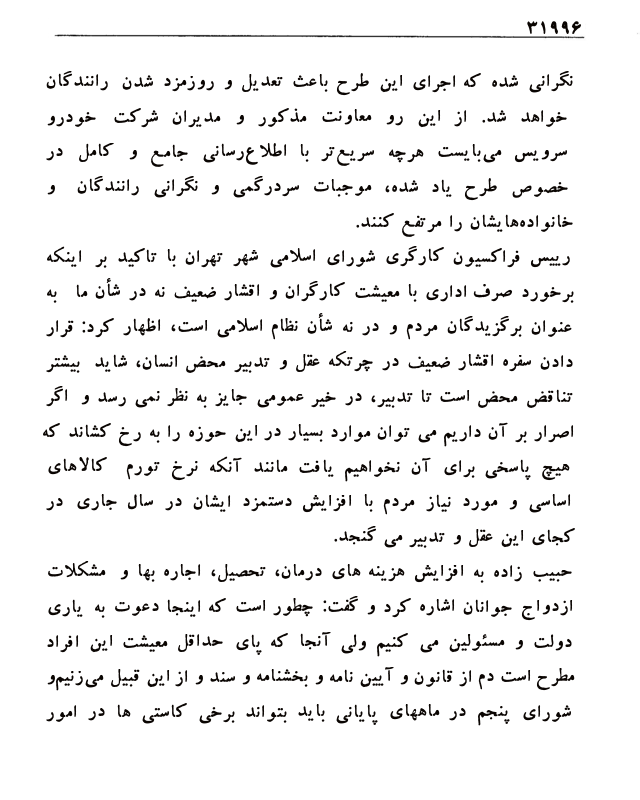 ۳۱۹۹۶
نگرانی شده که اجرای این طرح باعث تعدیل و روزمزد شدن رانندگان
خواهد شد. از این رو معاونت مذکور و مدیران شرکت خودرو
سرویس می‌بایست هرچه سریع‌تر با اطلاع‌رسانی جامع و کامل در
خصوص طرح یاد شده، موجبات سردرگمی و نگرانی رانندگان و
خانواده‌هایشان را مرتفع کنند.
رییس فراکسیون کارگری شورای اسلامی شهر تهران با تاکید بر اینکه
برخورد صرف اداری با معیشت کارگران و اقشار ضعیف نه در شأن ما به
عنوان برگزیدگان مردم و در نه شأن نظام اسلامی است، اظهار کرد: قرار
دادن سفره اقشار ضعیف در چرتکه عقل و تدبیر محض انسان، شاید بیشتر
تناقض محض است تا تدبیر، در خیر عمومی جایز به نظر نمی رسد و اگر
اصرار بر آن داریم می توان موارد بسیار در این حوزه را به رخ کشاند که
هیچ پاسخی برای آن نخواهیم یافت مانند آنکه نرخ تورم کالاهای
اساسی و مورد نیاز مردم با افزایش دستمزد ایشان در سال جاری در
کجای این عقل و تدبیر می گنجد.
حبیب زاده به افزایش هزینه های درمان، تحصیل، اجاره بها و مشکلات
ازدواج جوانان اشاره کرد و گفت: چطور است که اینجا دعوت به یاری
دولت و مسئولین می کنیم ولی آنجا که پای حداقل معیشت این افراد
مطرح است دم از قانون و آیین نامه و بخشنامه و سند و از این قبیل می‌زنیم‌و
شورای پنجم در ماههای پایانی باید بتواند برخی کاستی ها در امور